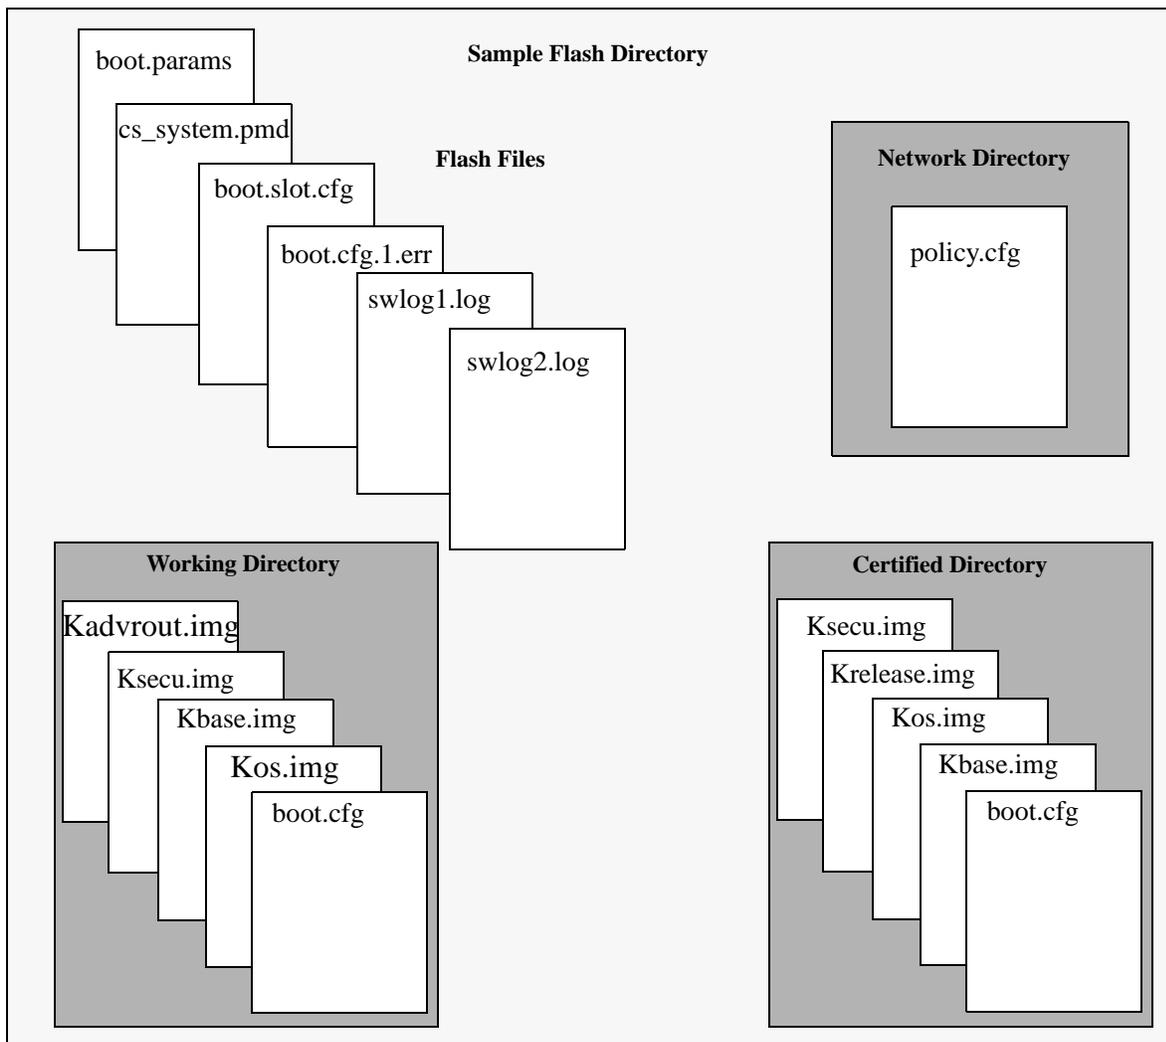 Sample Flash Directory
boot.params
cs_system.pmd
Flash Files
boot.slot.cfg
boot.cfg.1.err
swlog1.log
swlog2.log
Network Directory
policy.cfg
Working Directory
Kadvrout.img
Ksecu.img
Kbase.img
Kos.img
boot.cfg
Certified Directory
Ksecu.img
Krelease.img
Kos.img
Kbase.img
boot.cfg